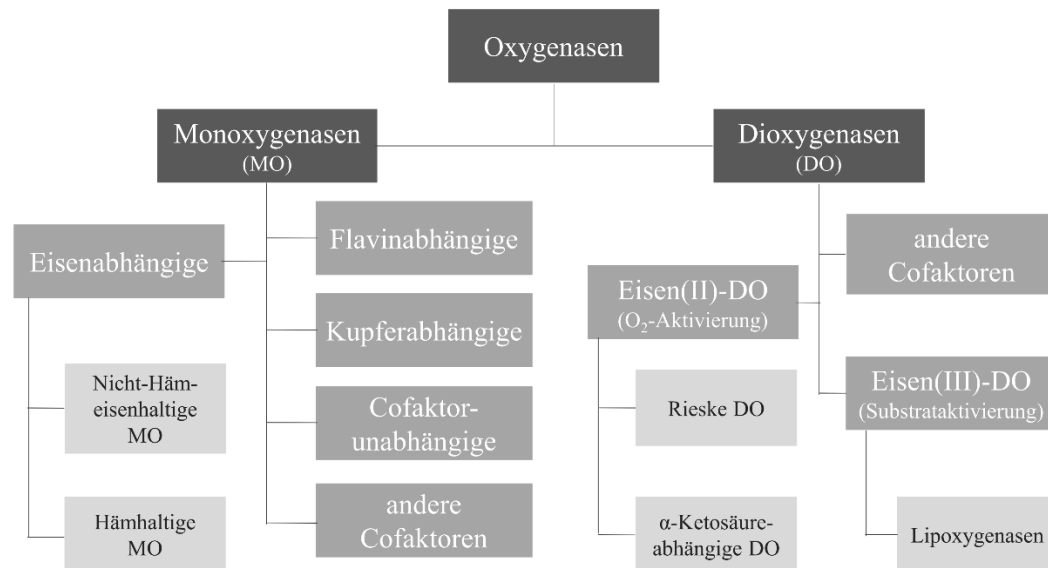 Oxygenasen
Monoxygenasen
(MO)
Dioxygenasen
(DO)
Eisenabhängige
Nicht-Häm-
eisenhaltige
MO
Hämhaltige
MO
Flavinabhängige
Kupferabhängige
Cofaktor-
unabhängige
andere
Cofaktoren
Eisen(II)-DO
(O₂-Aktivierung)
Rieske DO
α-Ketosäure-
abhängige DO
andere
Cofaktoren
Eisen(III)-DO
(Substrataktivierung)
Lipoxygenasen